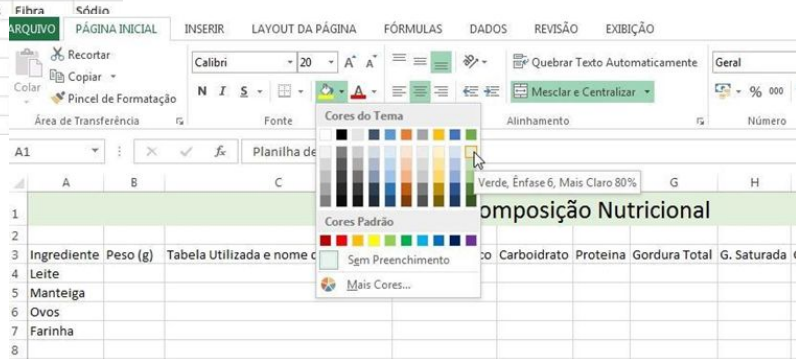 Fibra Sódio
ARQUIVO PÁGINA INICIAL INSERIR LAYOUT DA PÁGINA FÓRMULAS DADOS REVISÃO EXIBIÇÃO
Recortar
Copiar
Pincel de Formatação
Colar
Área de Transferência
Calibri 20 A A
N I S A
Fonte
Quebrar Texto Automaticamente
Mesclar e Centralizar
Alinhamento
Geral
% 000
Número
Cores do Tema
Verde, Ênfase 6, Mais Claro 80%
Cores Padrão
Sem Preenchimento
Mais Cores...
A1 fx Planilha de
A B C G H
1 omposição Nutricional
2
3 Ingrediente Peso (g) Tabela Utilizada e nome Carboidrato Proteina Gordura Total G. Saturada
4 Leite
5 Manteiga
6 Ovos
7 Farinha
8